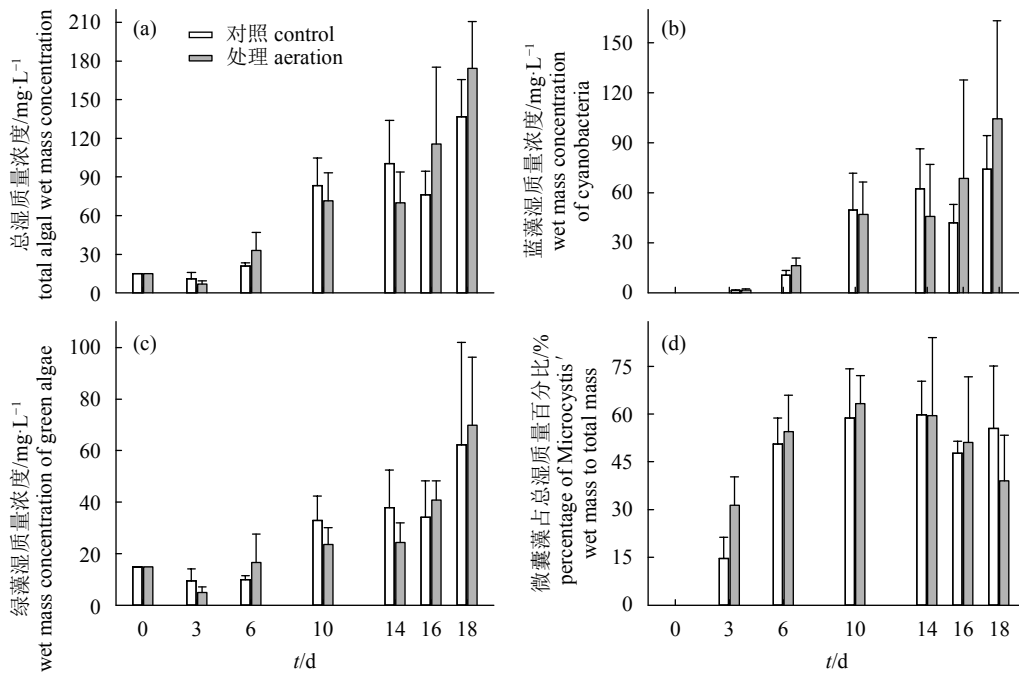 (a)
对照 control
处理 aeration
210
180
150
120
90
60
30
0
总湿质量浓度/mg·L⁻¹
total algal wet mass concentration
(b)
150
120
90
60
30
0
蓝藻湿质量浓度/mg·L⁻¹
wet mass concentration
of cyanobacteria
(c)
100
80
60
40
20
0
绿藻湿质量浓度/mg·L⁻¹
wet mass concentration of green algae
0 3 6 10 14 16 18
t/d
(d)
75
60
45
30
15
0
微囊藻占总湿质量百分比/%
percentage of Microcystis′
wet mass to total mass
0 3 6 10 14 16 18
t/d